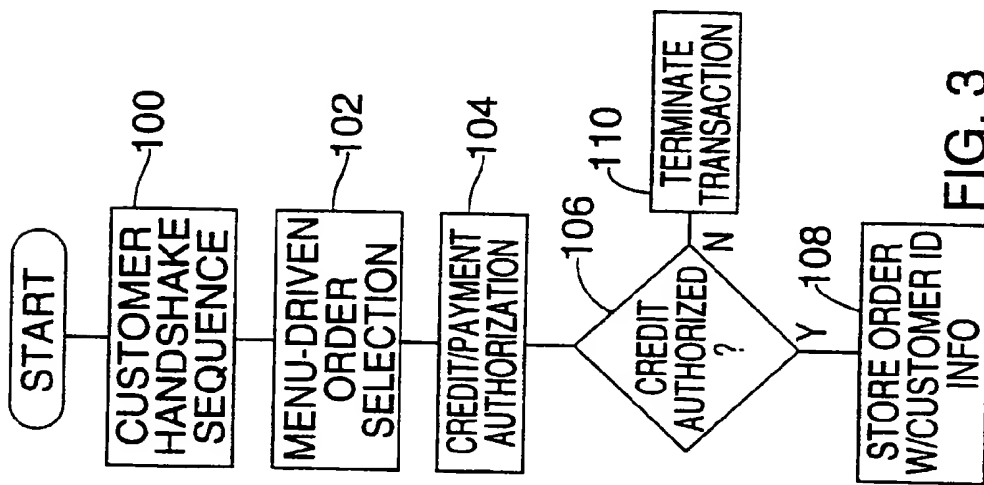 START
CUSTOMER
HANDSHAKE
SEQUENCE
100
MENU-DRIVEN
ORDER
SELECTION
102
CREDIT/PAYMENT
AUTHORIZATION
104
CREDIT
AUTHORIZED
?
106
N
TERMINATE
TRANSACTION
110
Y
STORE ORDER
W/CUSTOMER ID
INFO
108
FIG. 3